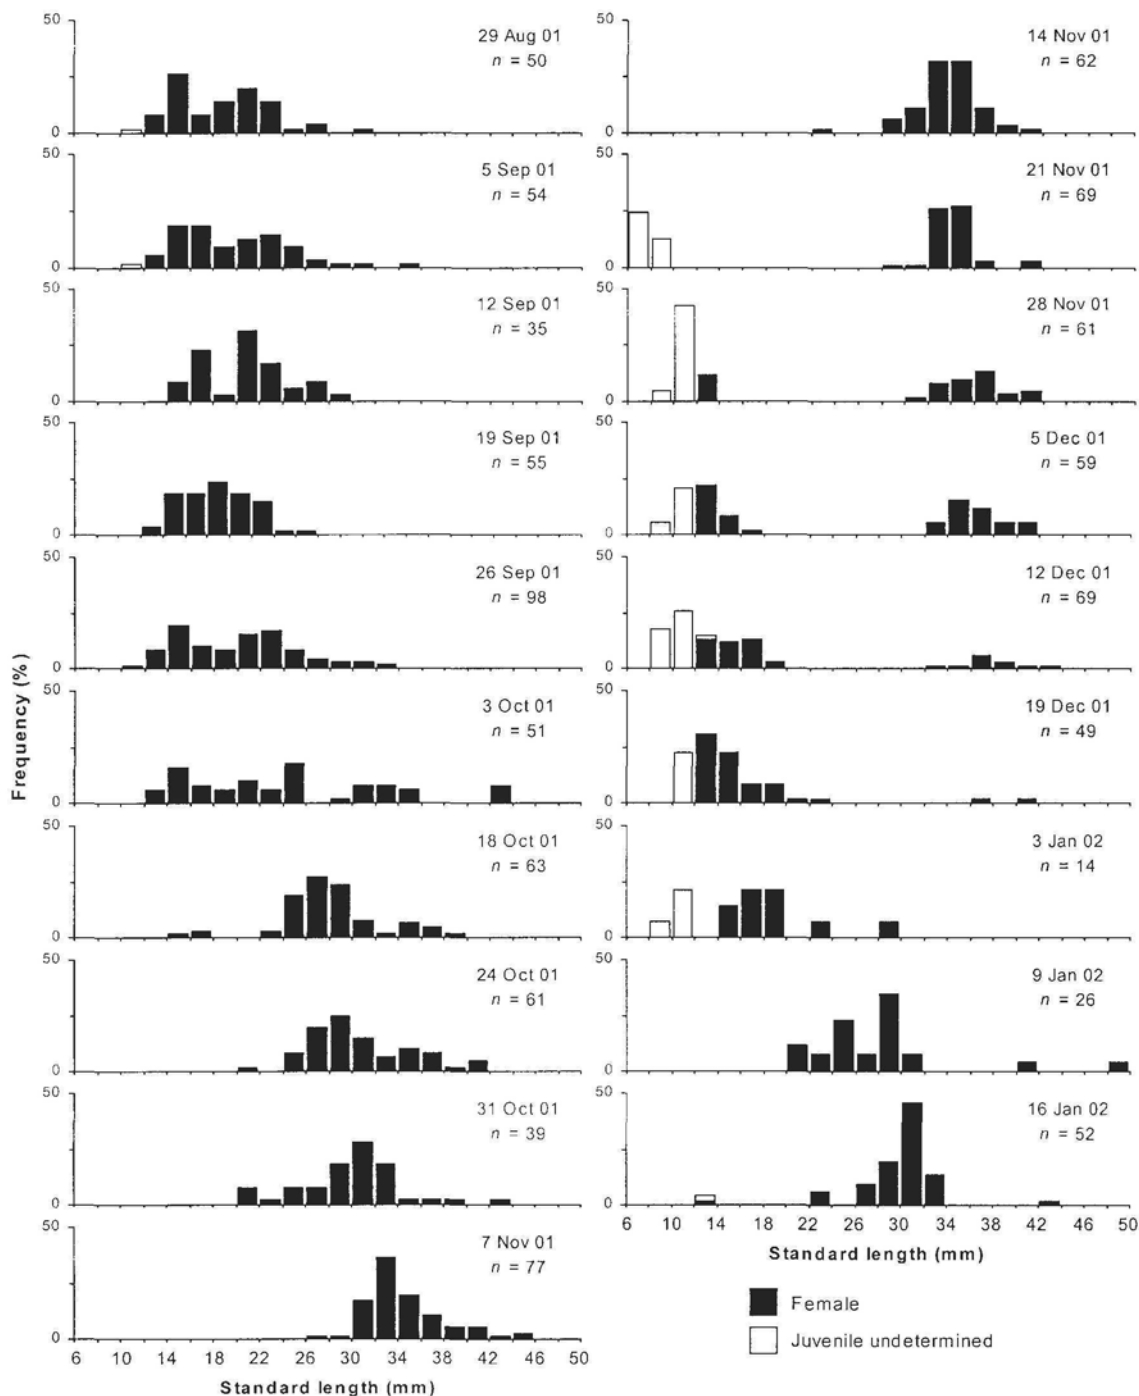 50
29 Aug 01
n = 50
0
50
5 Sep 01
n = 54
0
50
12 Sep 01
n = 35
0
50
19 Sep 01
n = 55
0
50
26 Sep 01
n = 98
0
50
3 Oct 01
n = 51
0
50
18 Oct 01
n = 63
0
50
24 Oct 01
n = 61
0
50
31 Oct 01
n = 39
0
50
7 Nov 01
n = 77
0
6 10 14 18 22 26 30 34 38 42 46 50
Standard length (mm)
Frequency (%)
50
14 Nov 01
n = 62
0
50
21 Nov 01
n = 69
0
50
28 Nov 01
n = 61
0
50
5 Dec 01
n = 59
0
50
12 Dec 01
n = 69
0
50
19 Dec 01
n = 49
0
50
3 Jan 02
n = 14
0
50
9 Jan 02
n = 26
0
50
16 Jan 02
n = 52
0
6 10 14 18 22 26 30 34 38 42 46 50
Standard length (mm)
Female
Juvenile undetermined